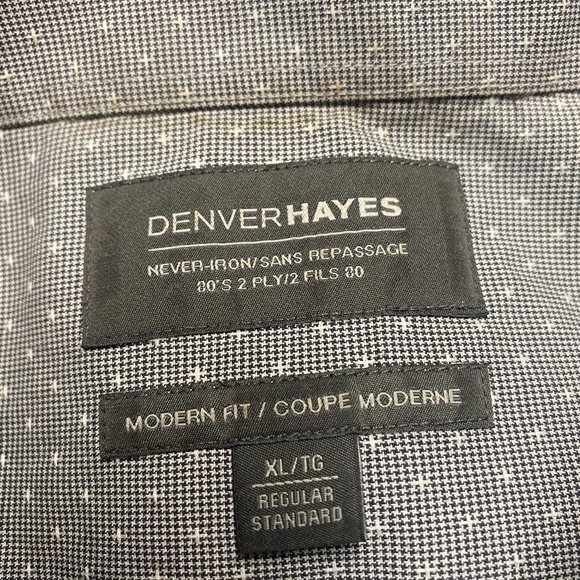 DENVERHAYES
NEVER-IRON/SANS REPASSAGE
80'S 2 PLY/2 FILS 80
MODERN FIT / COUPE MODERNE
XL/TG
REGULAR
STANDARD